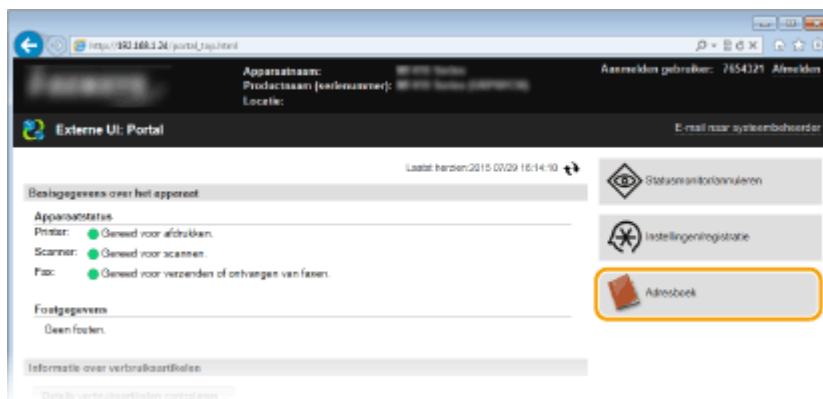 http://192.168.1.24/portal_top.html
Apparaatnaam:
Productnaam (serienummer):
Locatie:
Aanmelden gebruiker: 7654321 Afmelden
Externe UI: Portal
E-mail naar systeembeheerder
Laatst herzien:2015 07/29 16:14:10
Basisgegevens over het apparaat
Apparaatstatus
Printer: Gereed voor afdrukken.
Scanner: Gereed voor scannen.
Fax: Gereed voor verzenden of ontvangen van faxen.
Foutgegevens
Geen fouten.
Informatie over verbruiksartikelen
Statusmonitor/annuleren
Instellingen/registratie
Adresboek